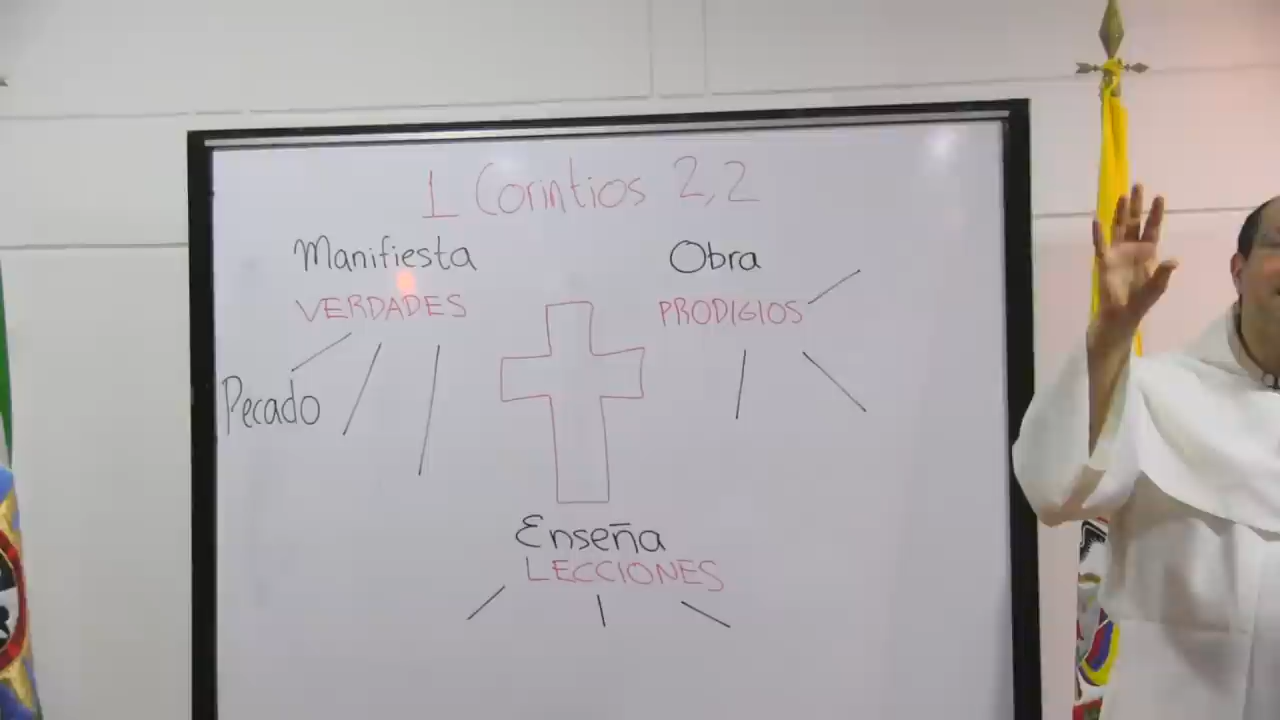 1 Corintios 2,2
Manifiesta
VERDADES
Pecado
Obra
PRODIGIOS
Enseña
LECCIONES